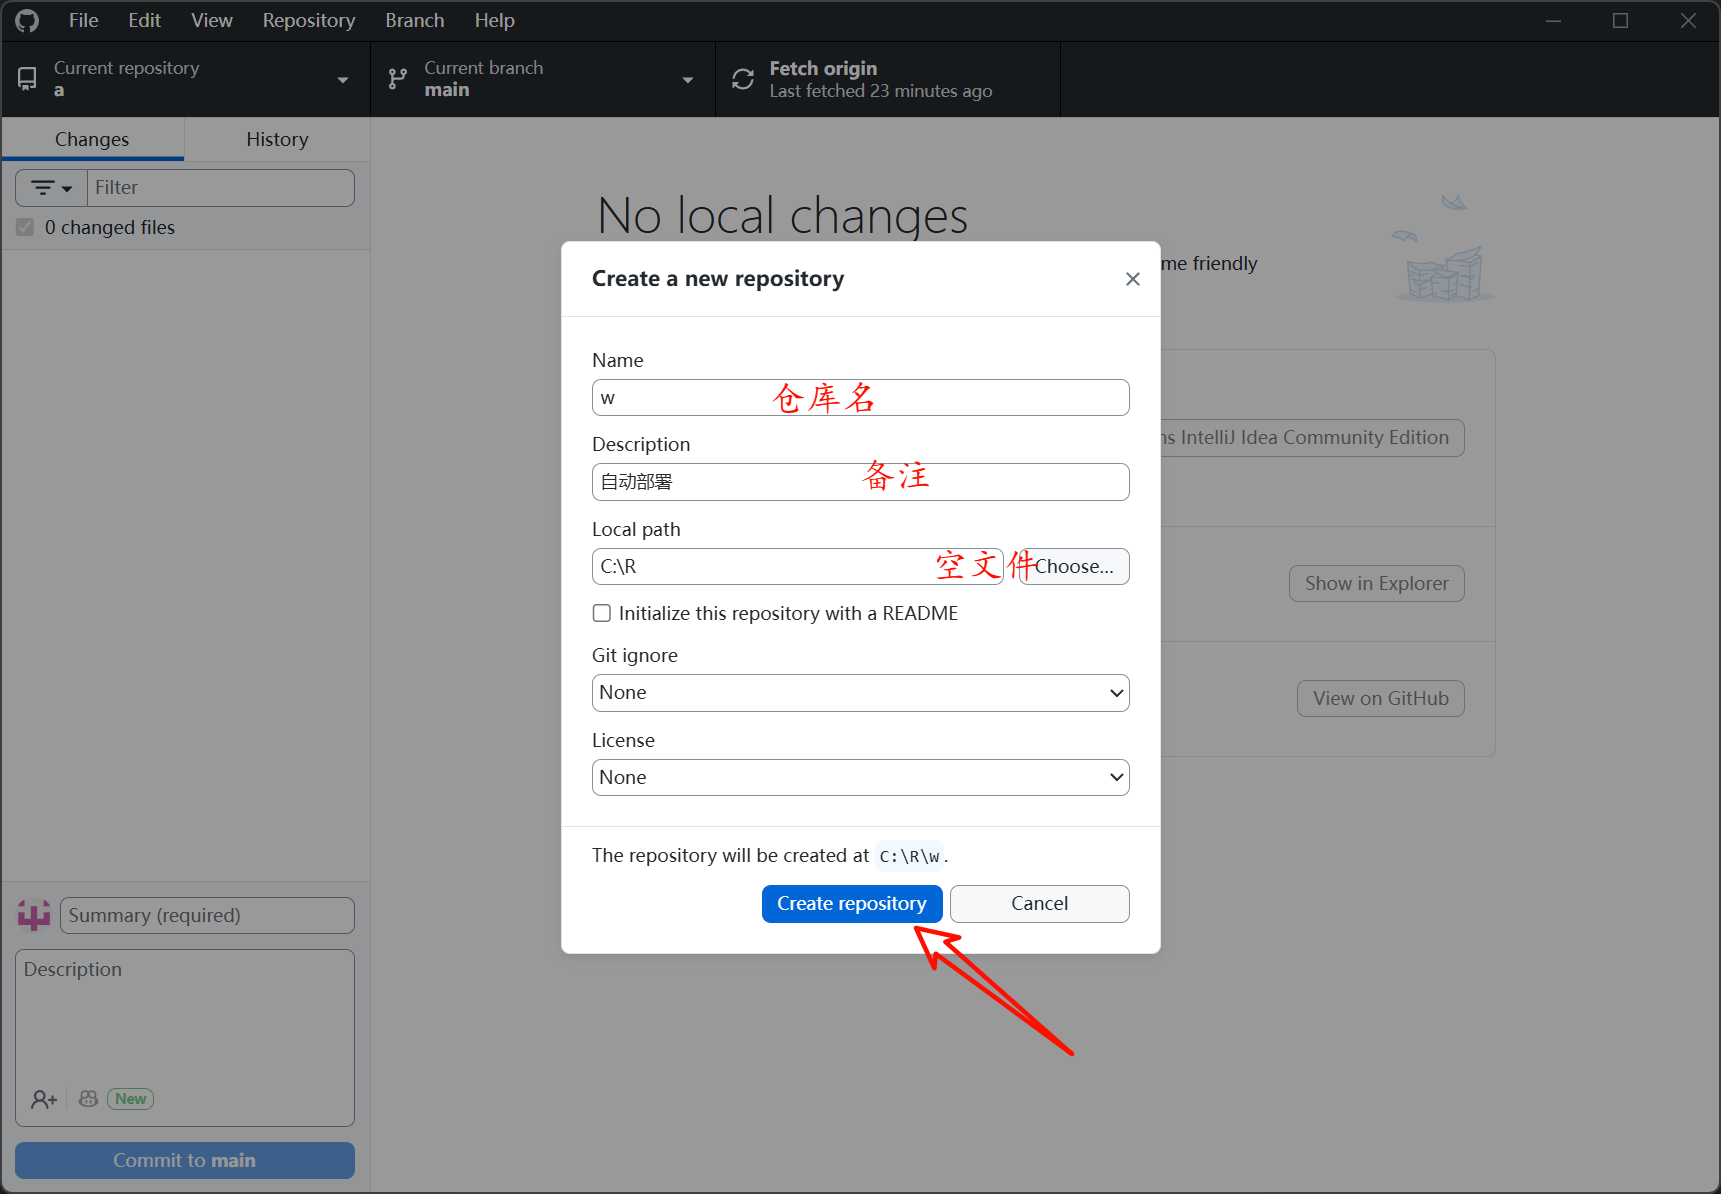 File Edit View Repository Branch Help
Current repository
a
Current branch
main
Fetch origin
Last fetched 23 minutes ago
Changes
History
Filter
0 changed files
No local changes
me friendly
ns IntelliJ Idea Community Edition
Show in Explorer
View on GitHub
Create a new repository
Name
w
仓库名
Description
自动部署
备注
Local path
C:\R
空文件
Choose...
Initialize this repository with a README
Git ignore
None
License
None
The repository will be created at C:\R\w.
Create repository
Cancel
Summary (required)
Description
New
Commit to main